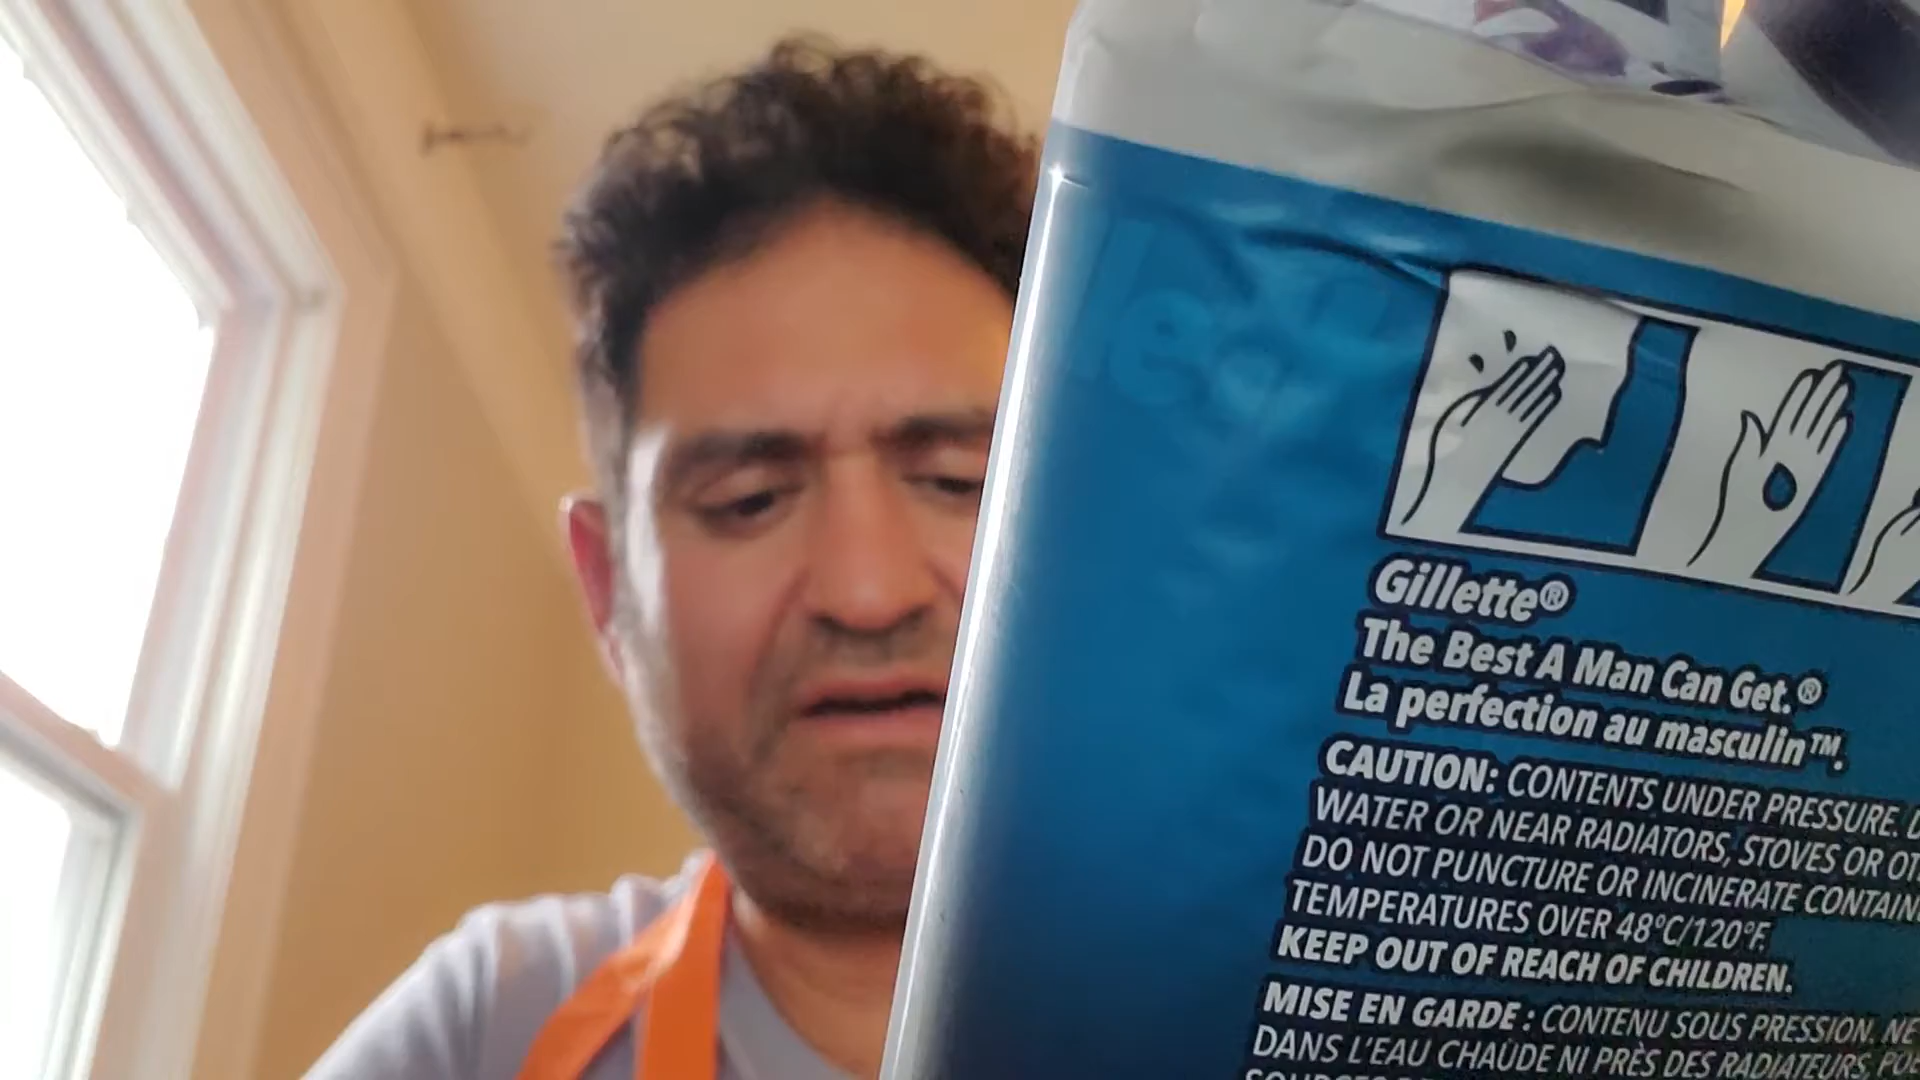 Gillette®
The Best A Man Can Get.®
La perfection au masculin™.
CAUTION: CONTENTS UNDER PRESSURE.
WATER OR NEAR RADIATORS, STOVES OR
DO NOT PUNCTURE OR INCINERATE
TEMPERATURES OVER 48°C/120°F.
KEEP OUT OF REACH OF CHILDREN.
MISE EN GARDE : CONTENU SOUS PRESSION. NE
DANS L'EAU CHAUDE NI PRÈS DES RADIATEURS,